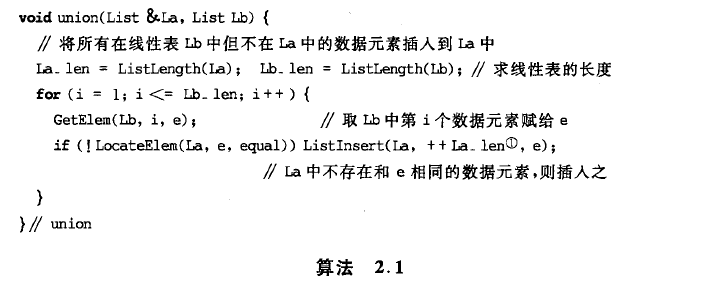 void union(List &La, List Lb) {
// 将所有在线性表 Lb 中但不在 La 中的数据元素插入到 La 中
La_len = ListLength(La); Lb_len = ListLength(Lb); // 求线性表的长度
for (i = 1; i <= Lb_len; i++) {
GetElem(Lb, i, e); // 取 Lb 中第 i 个数据元素赋给 e
if (!LocateElem(La, e, equal)) ListInsert(La, ++La_len①, e);
// La 中不存在和 e 相同的数据元素,则插入之
}
}// union
算法 2.1